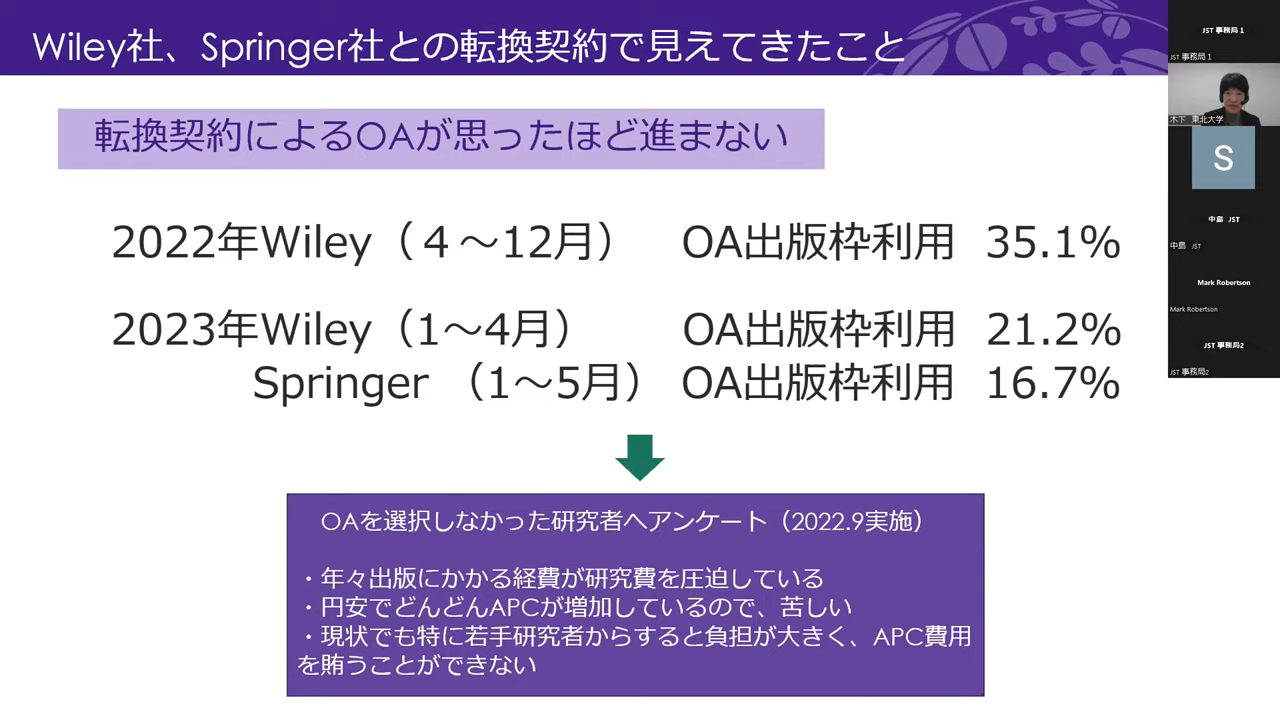 Wiley社、Springer社との転換契約で見えてきたこと
転換契約によるOAが思ったほど進まない
2022年Wiley（４～12月） OA出版枠利用 35.1%
2023年Wiley（1～4月） OA出版枠利用 21.2%
Springer （1～5月） OA出版枠利用 16.7%
OAを選択しなかった研究者へアンケート（2022.9実施）
・年々出版にかかる経費が研究費を圧迫している
・円安でどんどんAPCが増加しているので、苦しい
・現状でも特に若手研究者からすると負担が大きく、APC費用
を賄うことができない
JST 事務局 1
JST 事務局 1
木下 東北大学
S
中島 JST
中島 JST
Mark Robertson
Mark Robertson
JST 事務局2
JST 事務局2